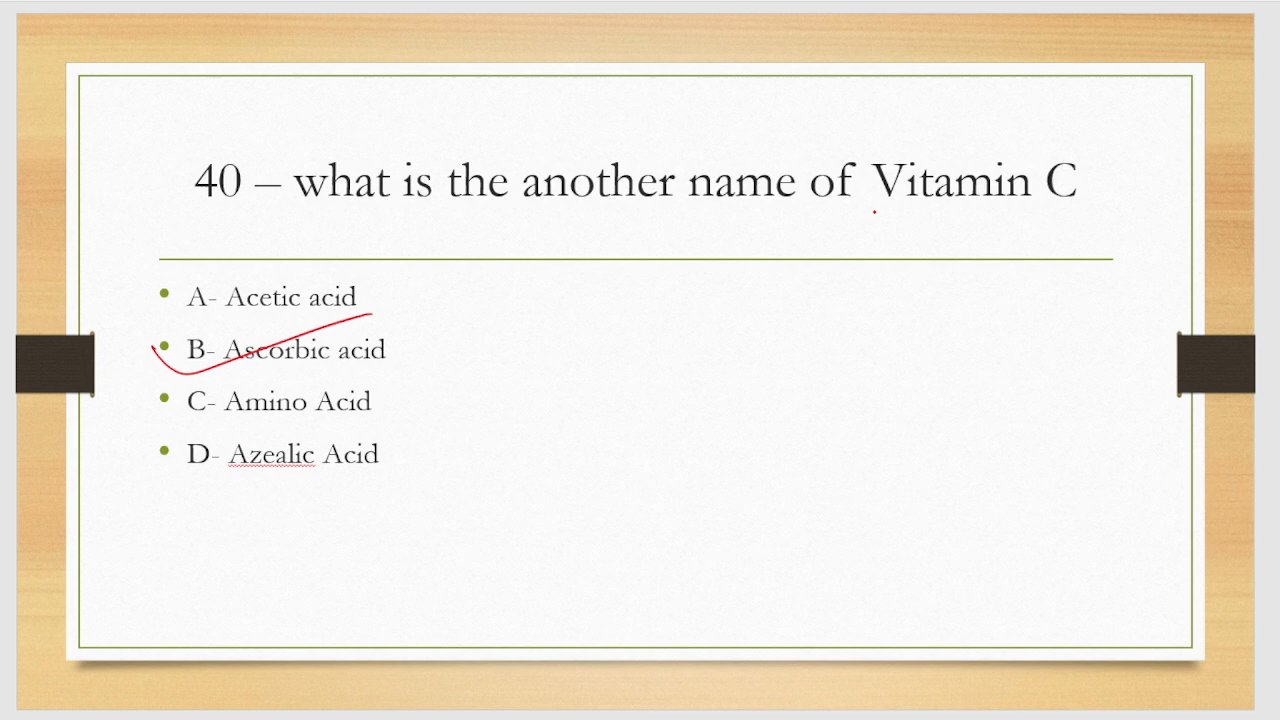 40 – what is the another name of Vitamin C
A- Acetic acid
B- Ascorbic acid
C- Amino Acid
D- Azealic Acid